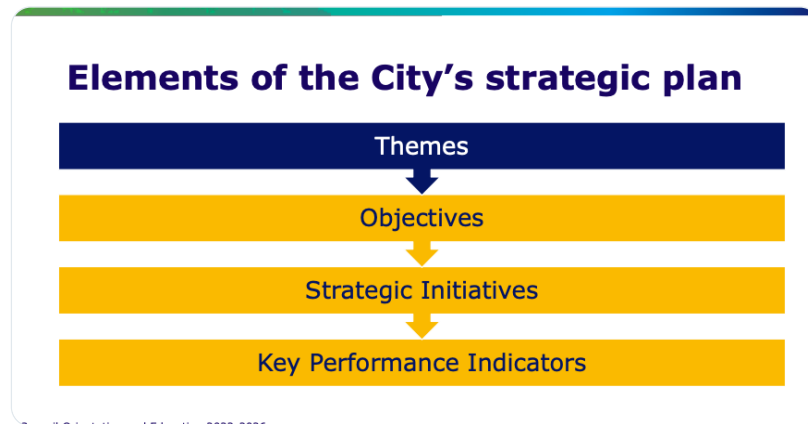 Elements of the City's strategic plan
Themes
Objectives
Strategic Initiatives
Key Performance Indicators